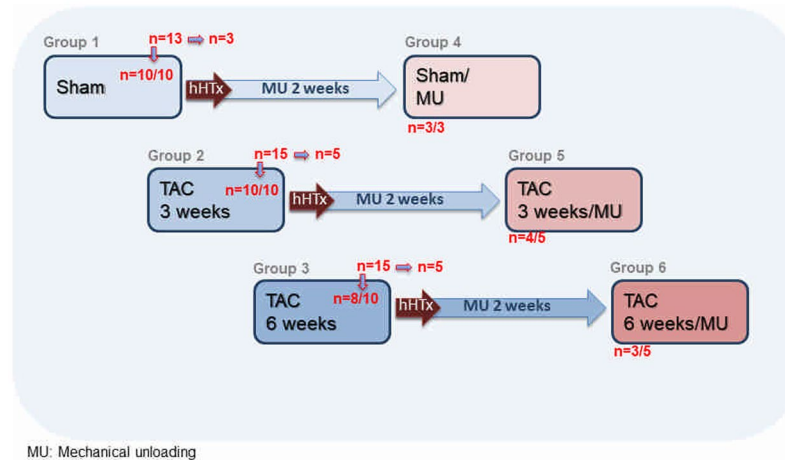 Group 1
n=13 ⇨ n=3
n=10/10
Sham
hHTx
MU 2 weeks
Group 4
Sham/
MU
n=3/3
Group 2
n=15 ⇨ n=5
n=10/10
TAC
3 weeks
hHTx
MU 2 weeks
Group 5
TAC
3 weeks/MU
n=4/5
Group 3
n=15 ⇨ n=5
n=8/10
TAC
6 weeks
hHTx
MU 2 weeks
Group 6
TAC
6 weeks/MU
n=3/5
MU: Mechanical unloading